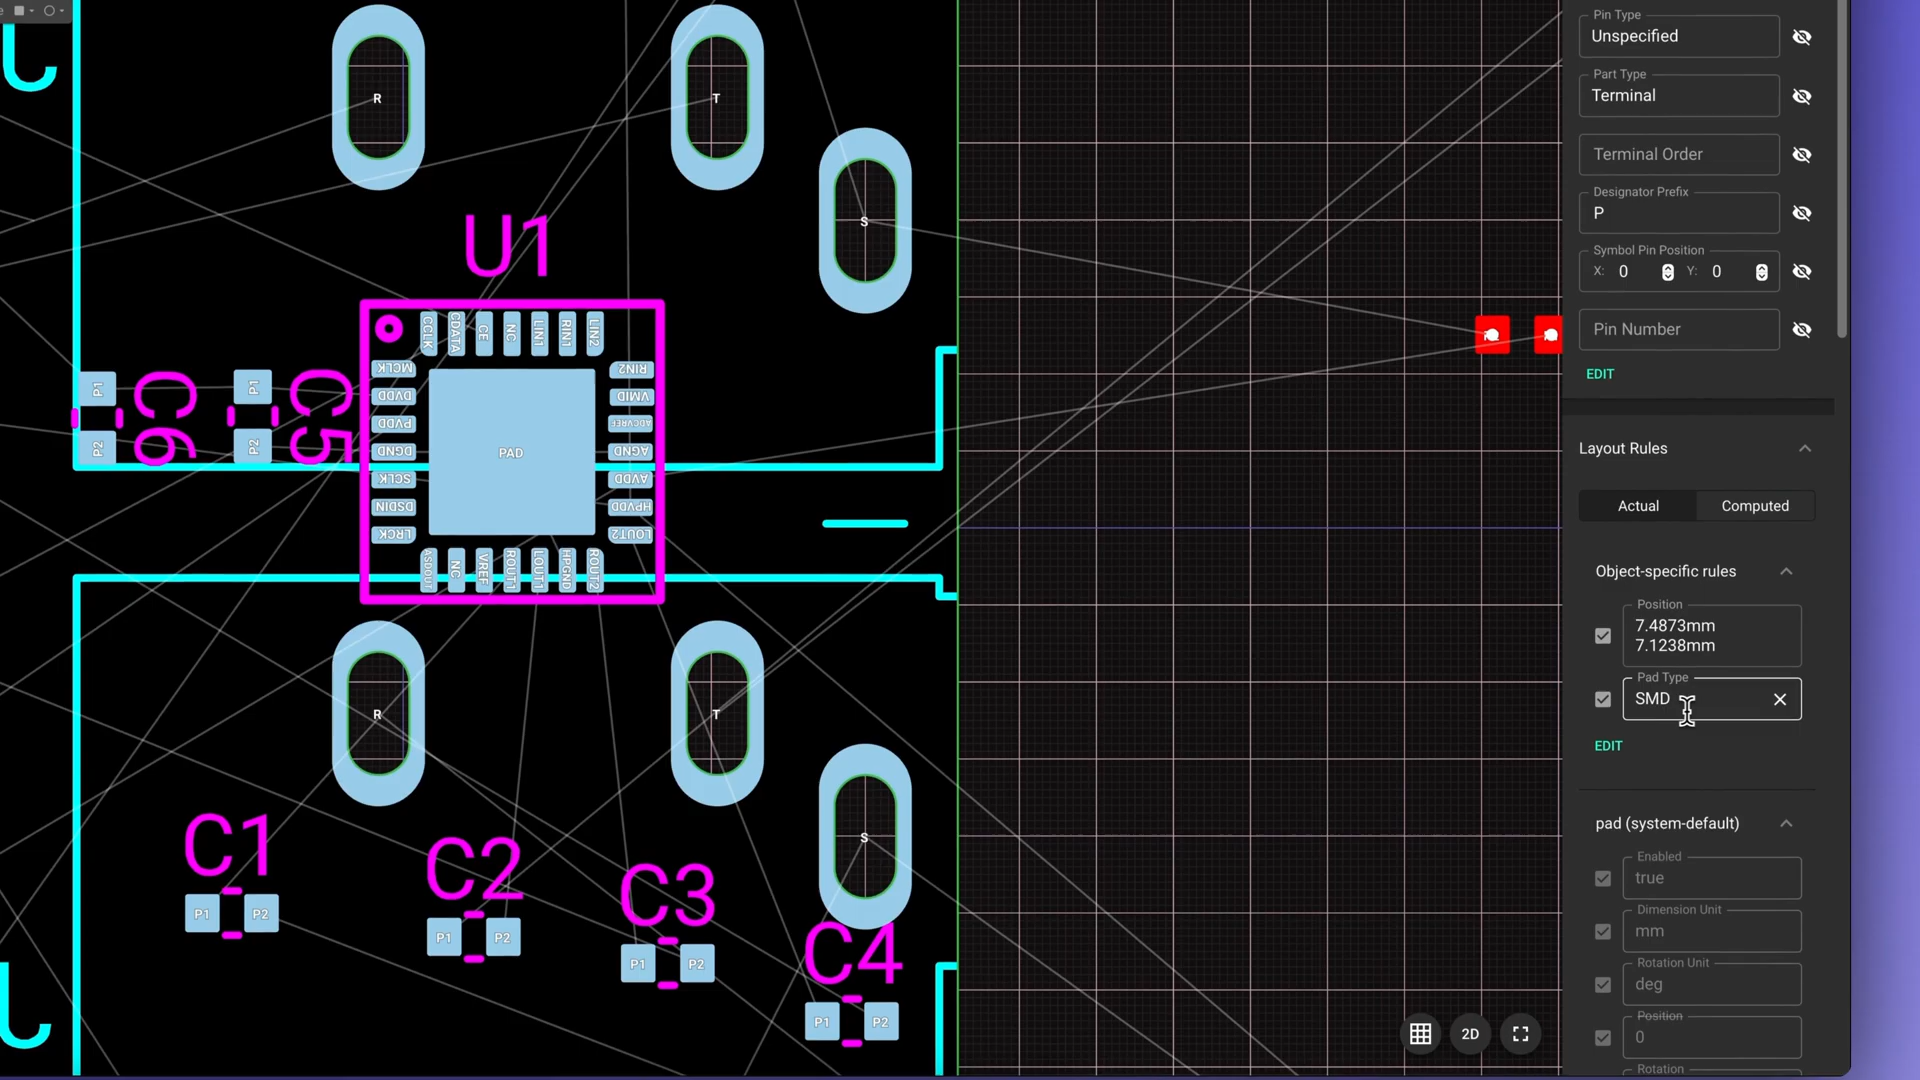 R
T
S
U1
CCLK
CDATA
CE
NC
LIN1
RIN1
LIN2
MCLK
DVDD
PVDD
DGND
SCLK
DSDIN
LRCK
RIN2
VMID
ADCVREF
AGND
AVDD
HPVDD
LOUT2
ASDOUT
NC
VREF
ROUT1
LOUT1
HPGND
ROUT2
PAD
P1
P2
C6
P1
P2
C5
R
T
S
C1
P1
P2
C2
P1
P2
C3
P1
P2
C4
P1
P2
2D
Pin Type
Unspecified
Part Type
Terminal
Terminal Order
Designator Prefix
P
Symbol Pin Position
X: 0 Y: 0
Pin Number
EDIT
Layout Rules
Actual Computed
Object-specific rules
Position
7.4873mm
7.1238mm
Pad Type
SMD
EDIT
pad (system-default)
Enabled
true
Dimension Unit
mm
Rotation Unit
deg
Position
0
Rotation